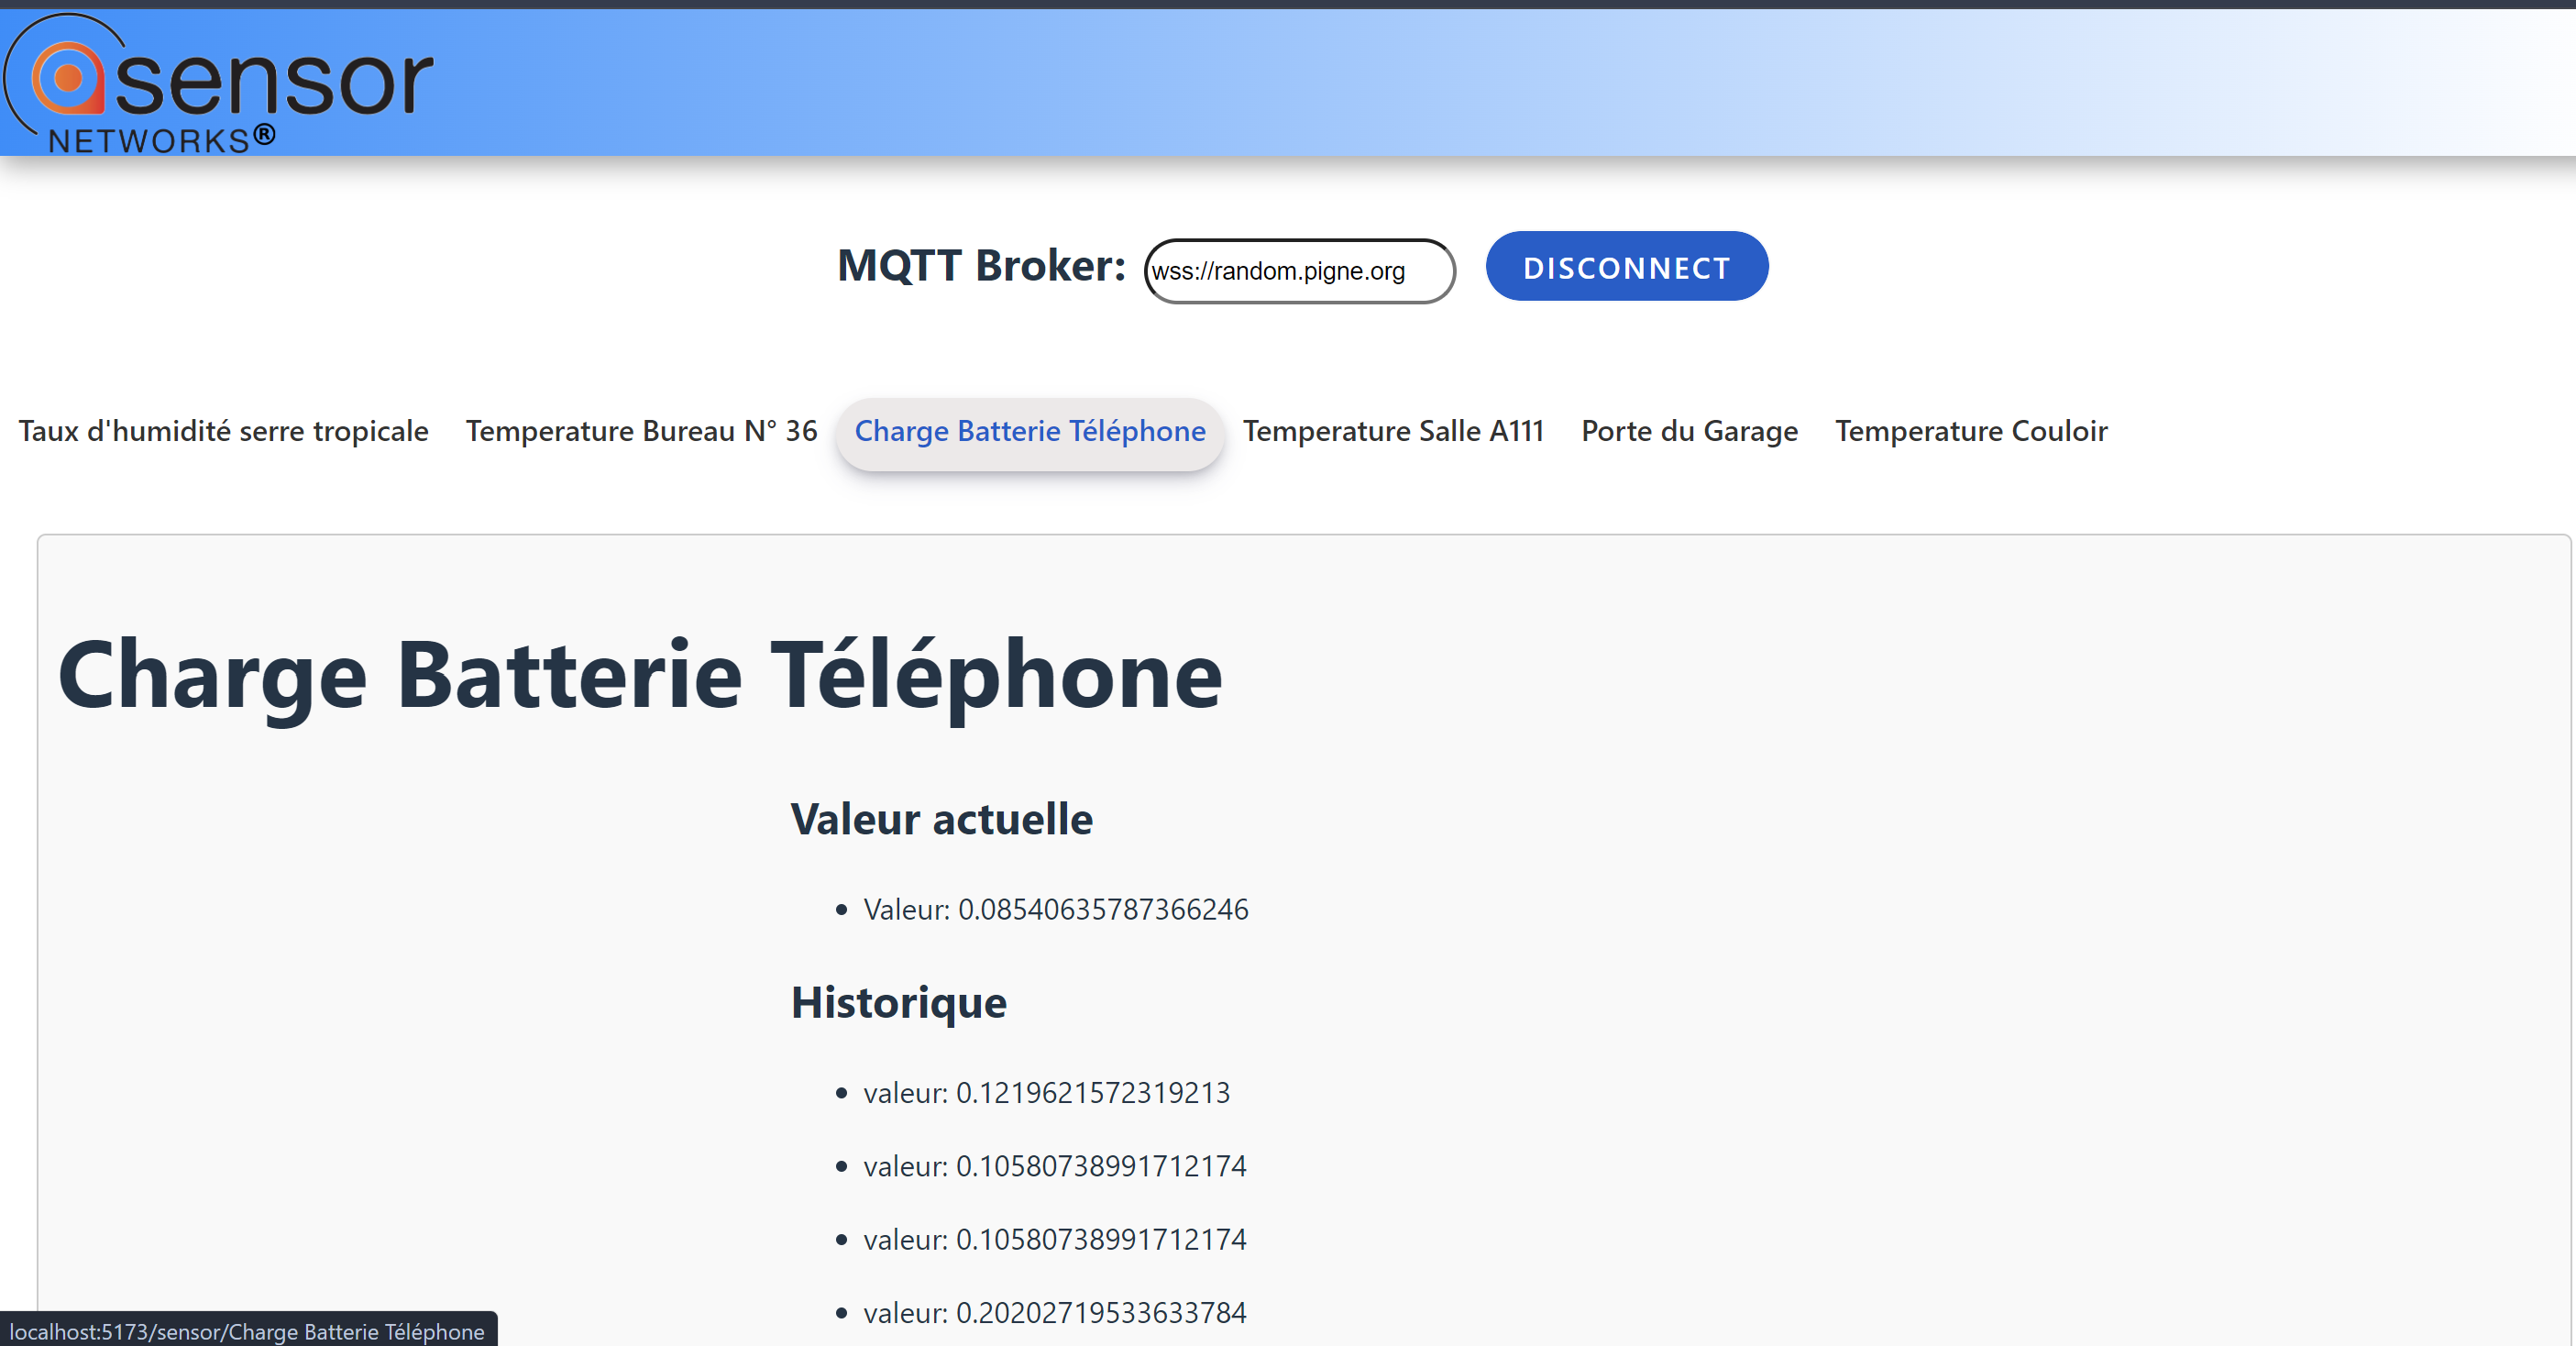 asensor
NETWORKS®
MQTT Broker: wss://random.pigne.org DISCONNECT
Taux d'humidité serre tropicale Temperature Bureau N° 36 Charge Batterie Téléphone Temperature Salle A111 Porte du Garage Temperature Couloir
Charge Batterie Téléphone
Valeur actuelle
• Valeur: 0.08540635787366246
Historique
• valeur: 0.1219621572319213
• valeur: 0.10580738991712174
• valeur: 0.10580738991712174
• valeur: 0.20202719533633784
localhost:5173/sensor/Charge Batterie Téléphone